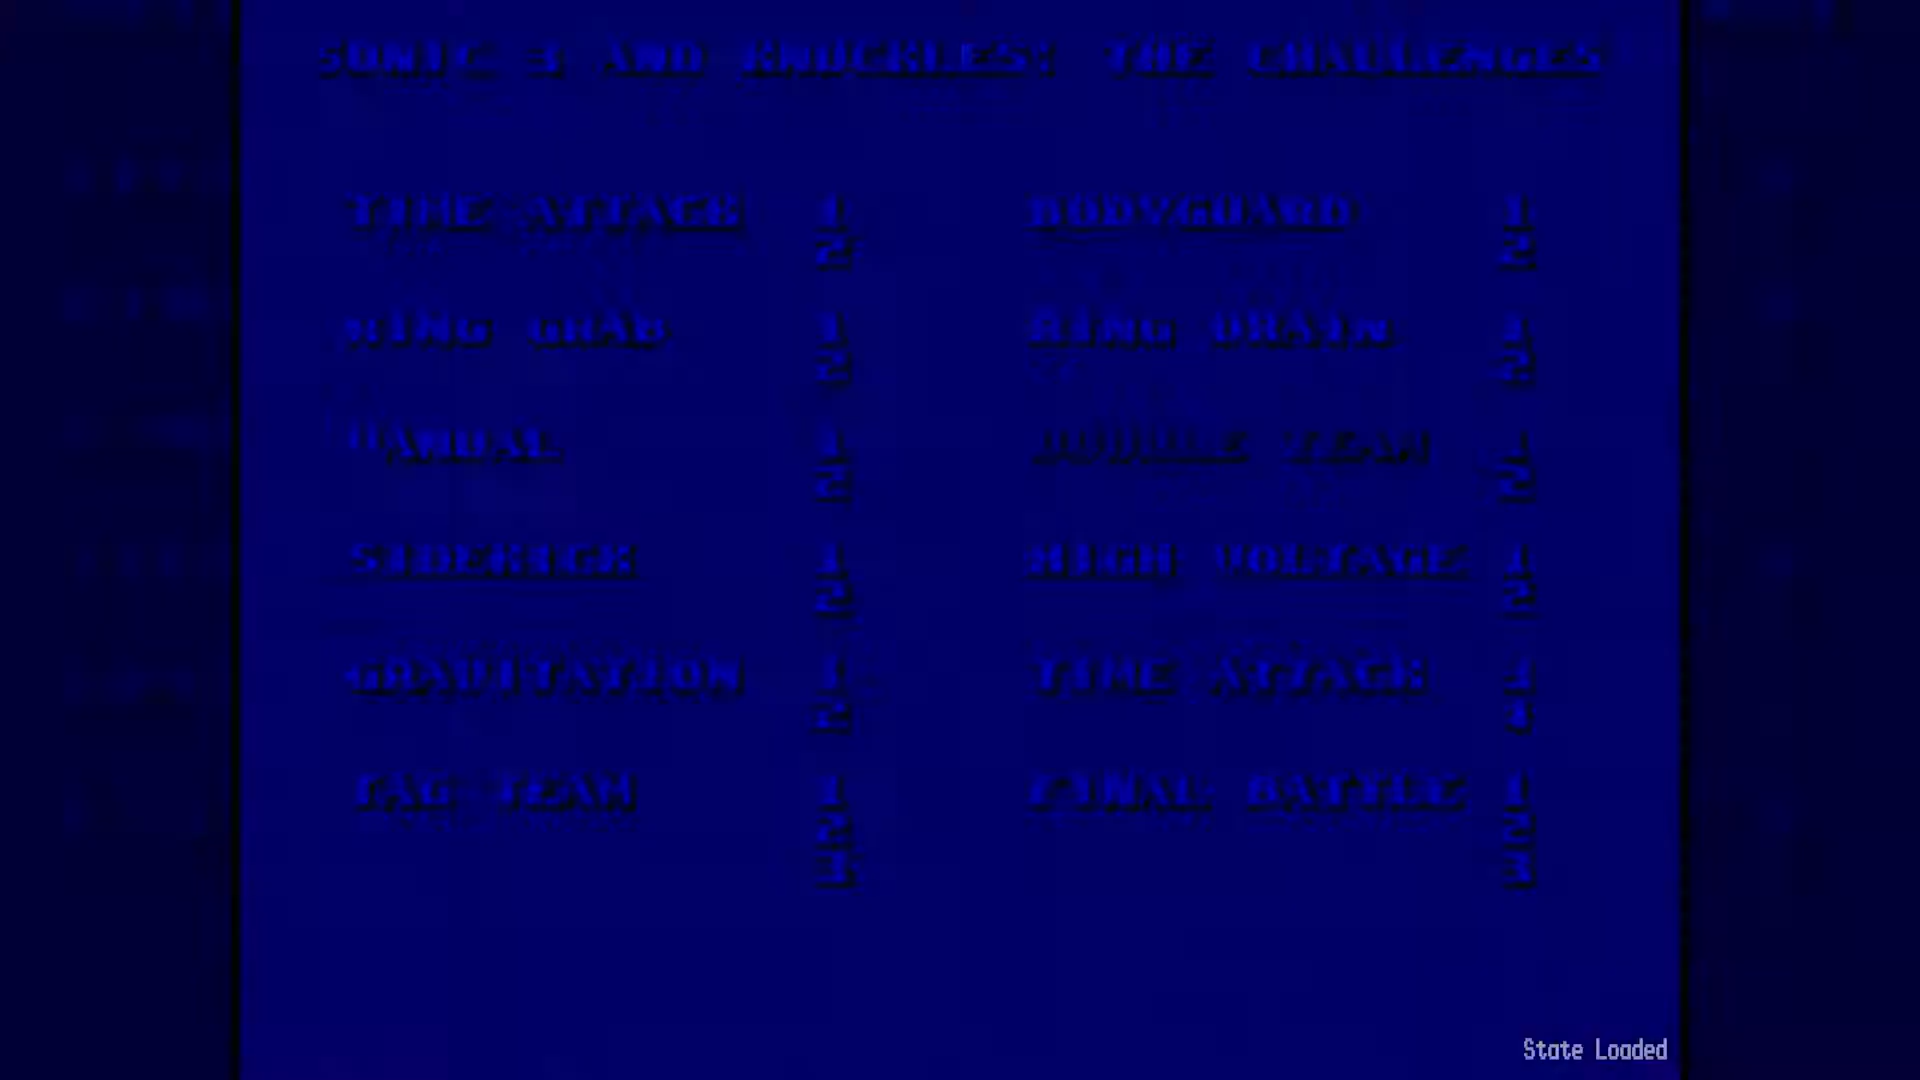 SONIC 3 AND KNUCKLES: THE CHALLENGES
TIME ATTACK 1 BODYGUARD 1
2 2
RING GRAB 1 RING DRAIN 1
2 2
MANUAL 1 DOUBLE TEAM 1
2 2
SIDEKICK 1 HIGH VOLTAGE 1
2 2
GRAVITATION 1 TIME ATTACK 3
2 4
TAG TEAM 1 FINAL BATTLE 1
2 2
3 3
State Loaded